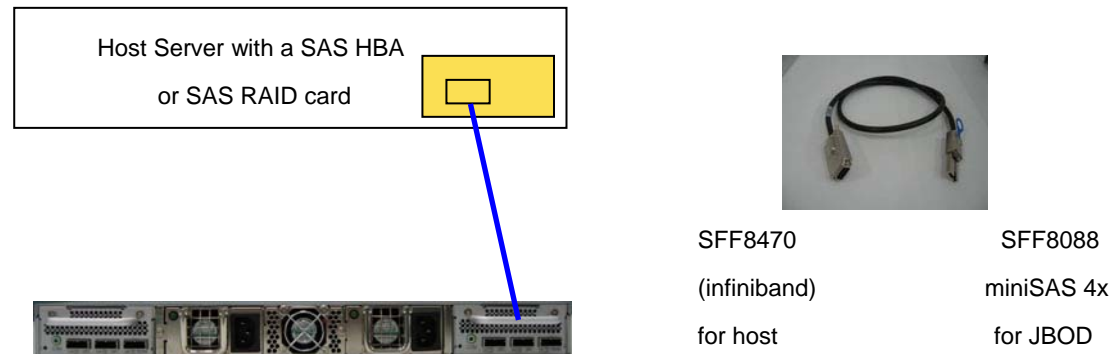 Host Server with a SAS HBA
or SAS RAID card
SFF8470 SFF8088
(infiniband) miniSAS 4x
for host for JBOD